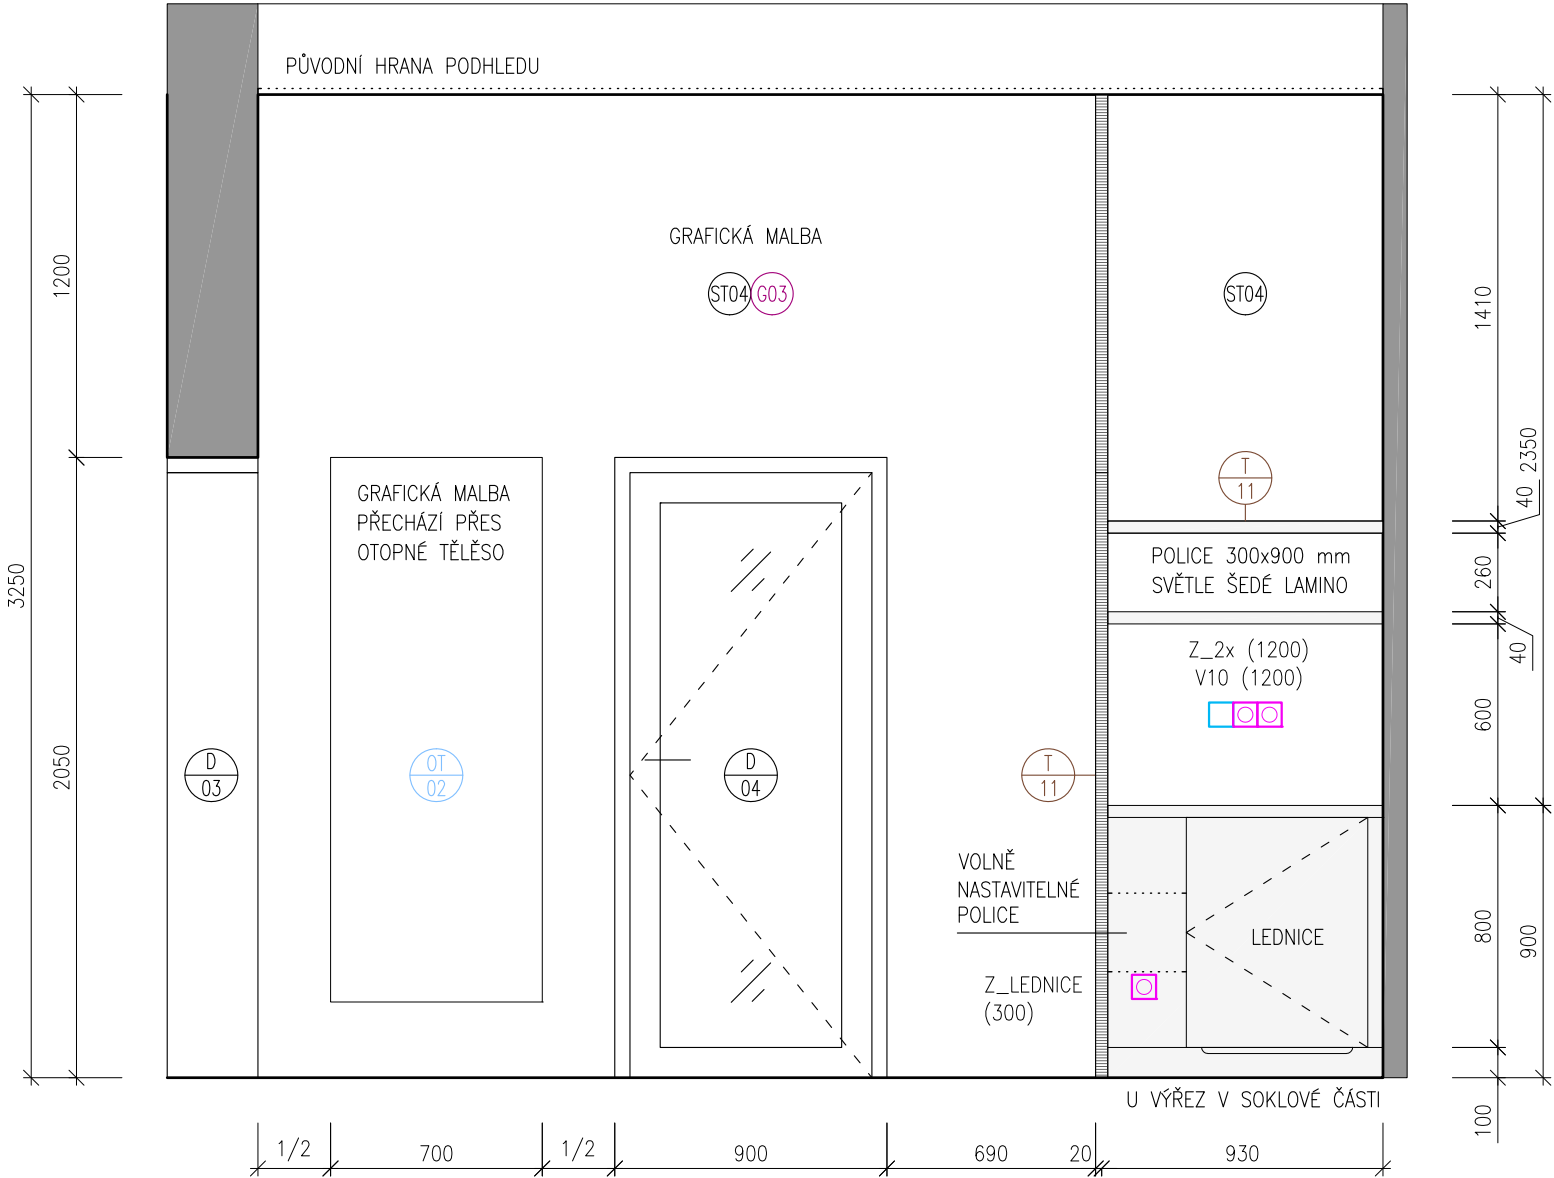 PŮVODNÍ HRANA PODHLEDU
GRAFICKÁ MALBA
ST04
G03
ST04
1200
1410
3250
2050
GRAFICKÁ MALBA
PŘECHÁZÍ PŘES
OTOPNÉ TĚLĚSO
T
11
40
2350
POLICE 300x900 mm
SVĚTLE ŠEDÉ LAMINO
260
40
Z_2x (1200)
V10 (1200)
600
D
03
OT
02
D
04
T
11
VOLNĚ
NASTAVITELNÉ
POLICE
LEDNICE
800
900
Z_LEDNICE
(300)
U VÝŘEZ V SOKLOVÉ ČÁSTI
100
1/2
700
1/2
900
690
20
930